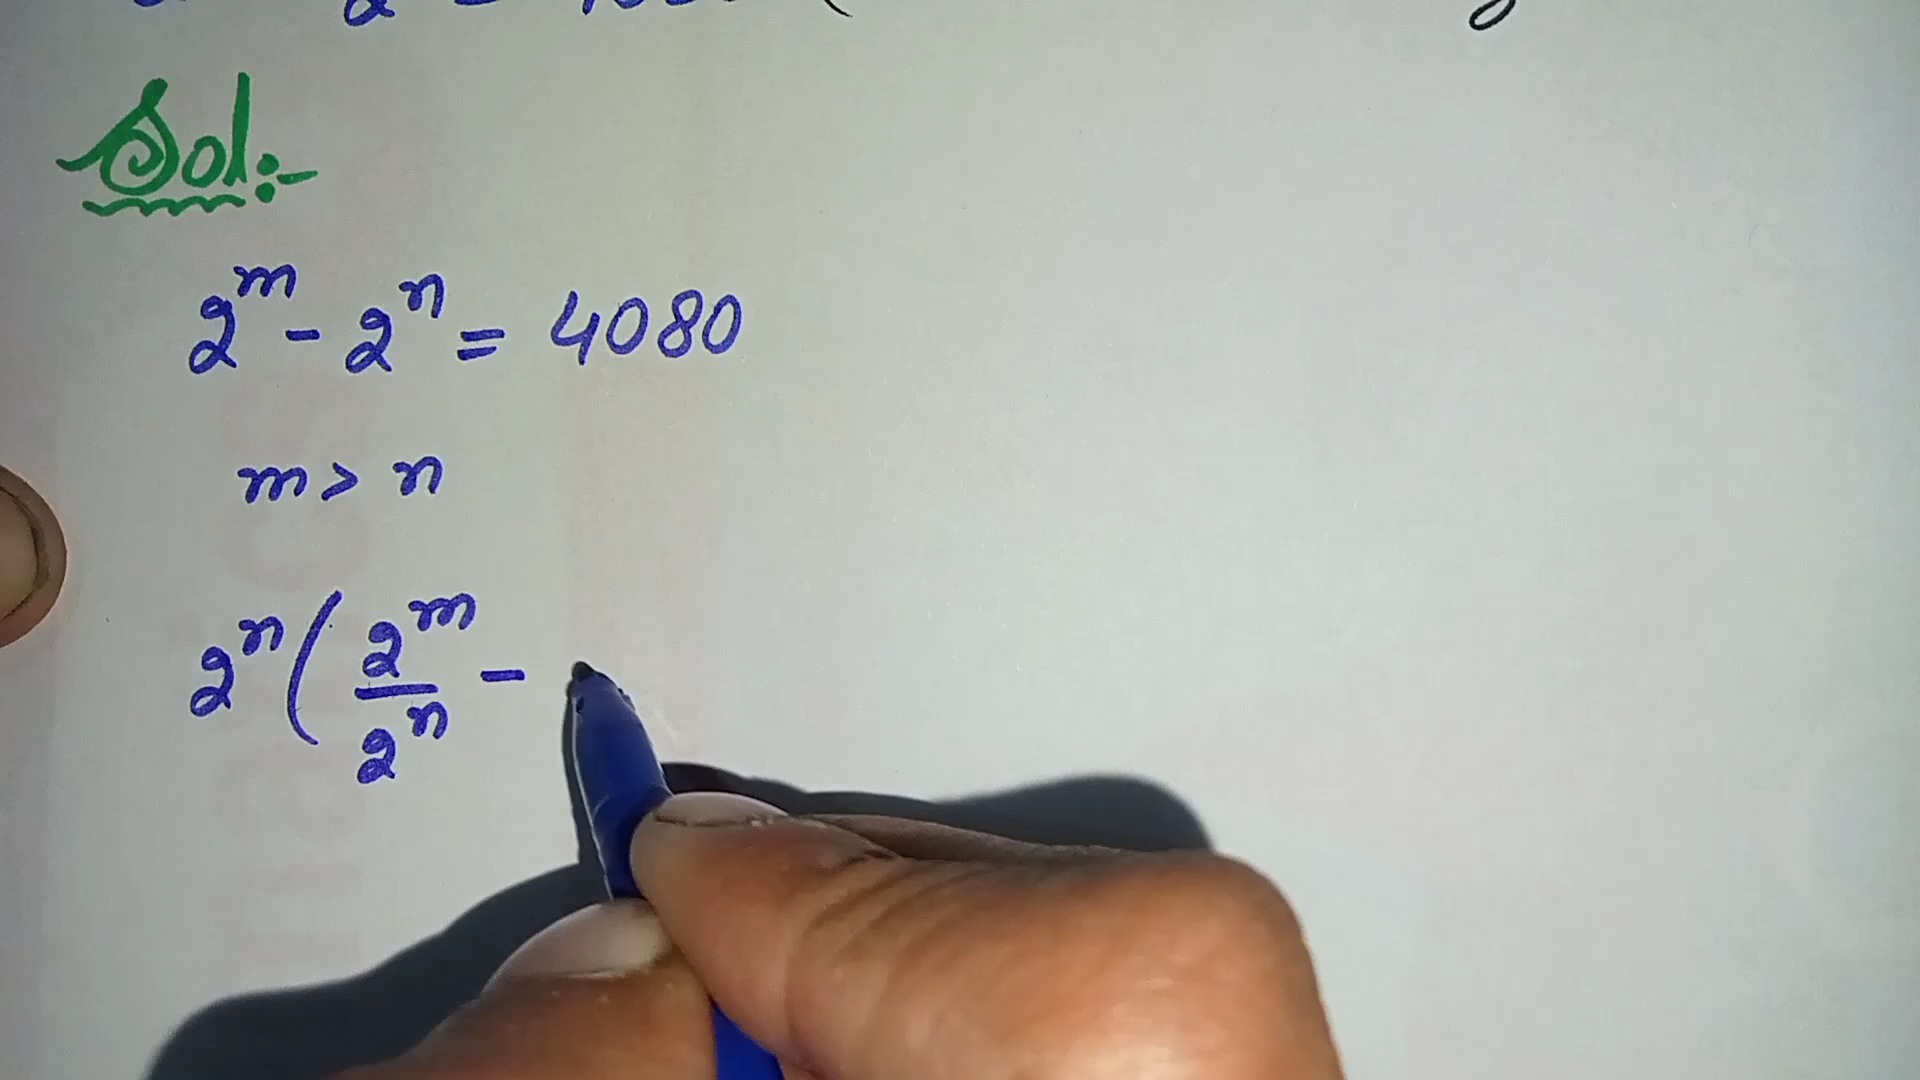 Sol:-
2^m - 2^n = 4080
m > n
2^n ( 2^m / 2^n -